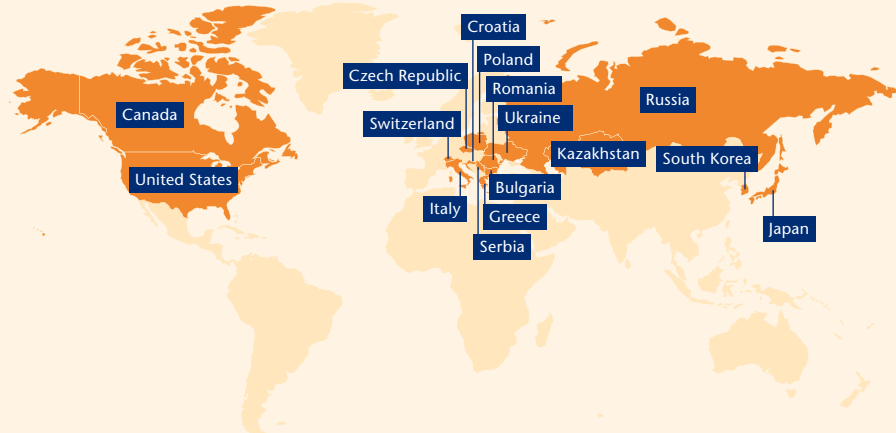 Croatia
Poland
Czech Republic
Romania
Russia
Canada
Switzerland
Ukraine
Kazakhstan
South Korea
United States
Bulgaria
Italy
Greece
Japan
Serbia